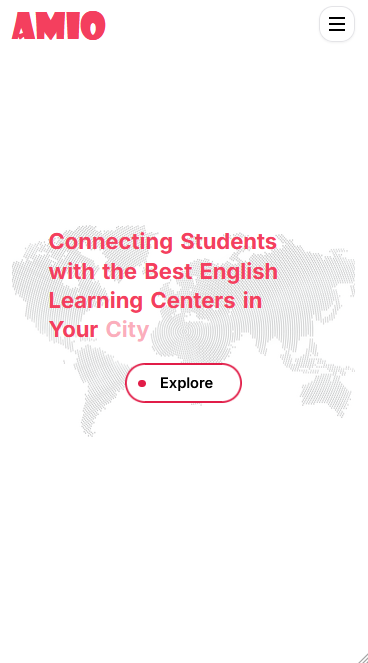 AMIO
Connecting Students
with the Best English
Learning Centers in
Your City
Explore